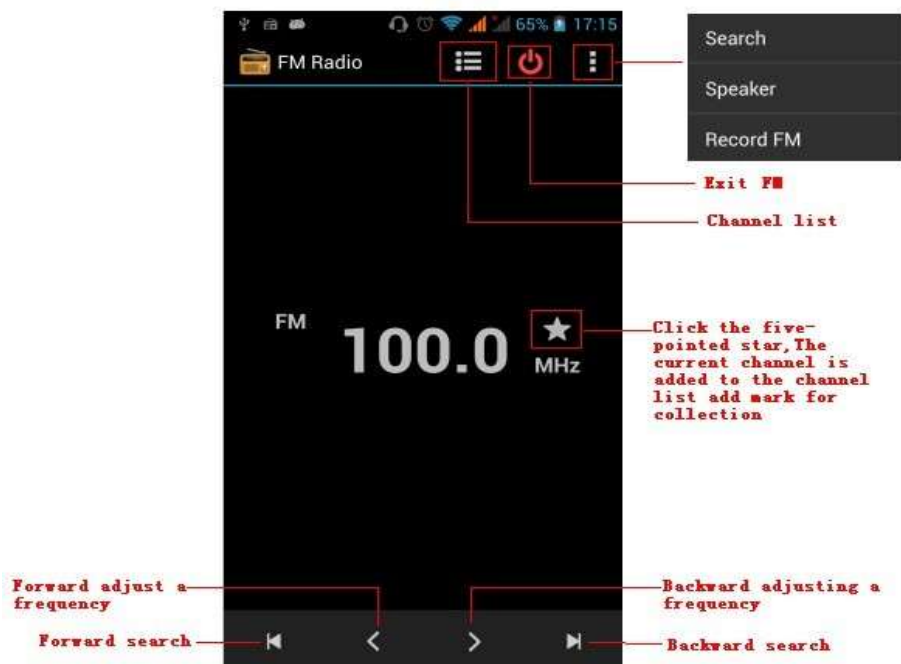 65% 17:15
FM Radio
Search
Speaker
Record FM
Exit FM
Channel list
FM
100.0
MHz
Click the five-
pointed star,The
current channel is
added to the channel
list add mark for
collection
Forward adjust a
frequency
Backward adjusting a
frequency
Forward search
Backward search